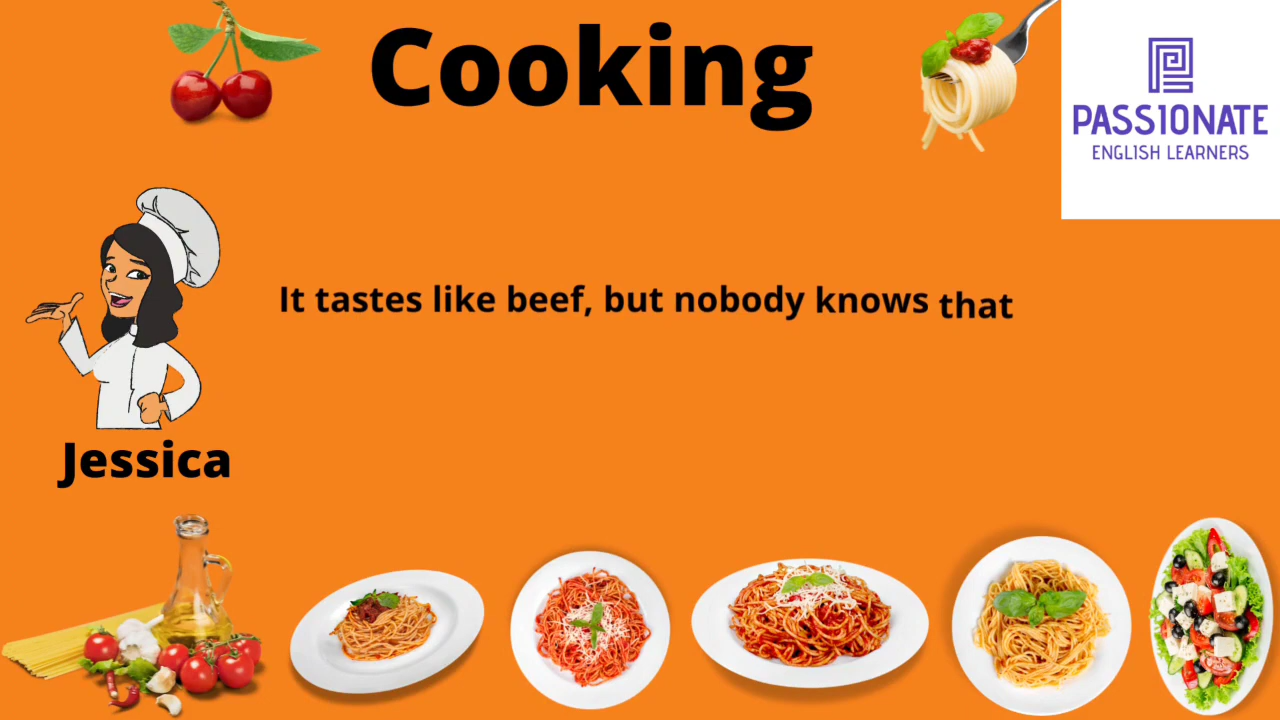 Cooking
PASSIONATE
ENGLISH LEARNERS
It tastes like beef, but nobody knows that
Jessica